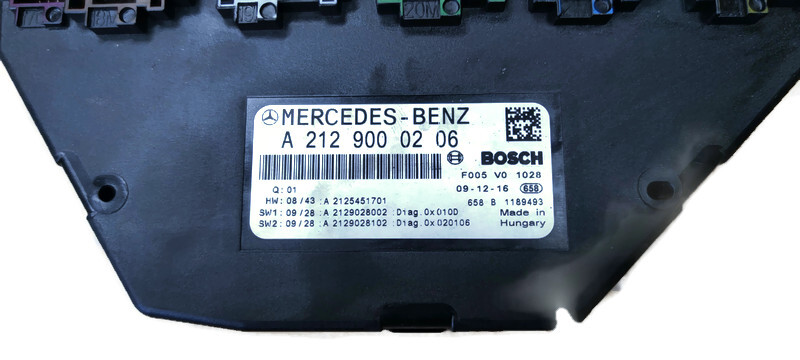 20M
MERCEDES-BENZ
A 212 900 02 06
BOSCH
F005 V0 1028
Q: 01
09-12-16 658
HW: 08/43: A 2125451701
658 B 1189493
SW1: 09/28: A 2129028002: Diag.0x010D
Made in
SW2: 09/28: A 2129028102: Diag.0x020106
Hungary